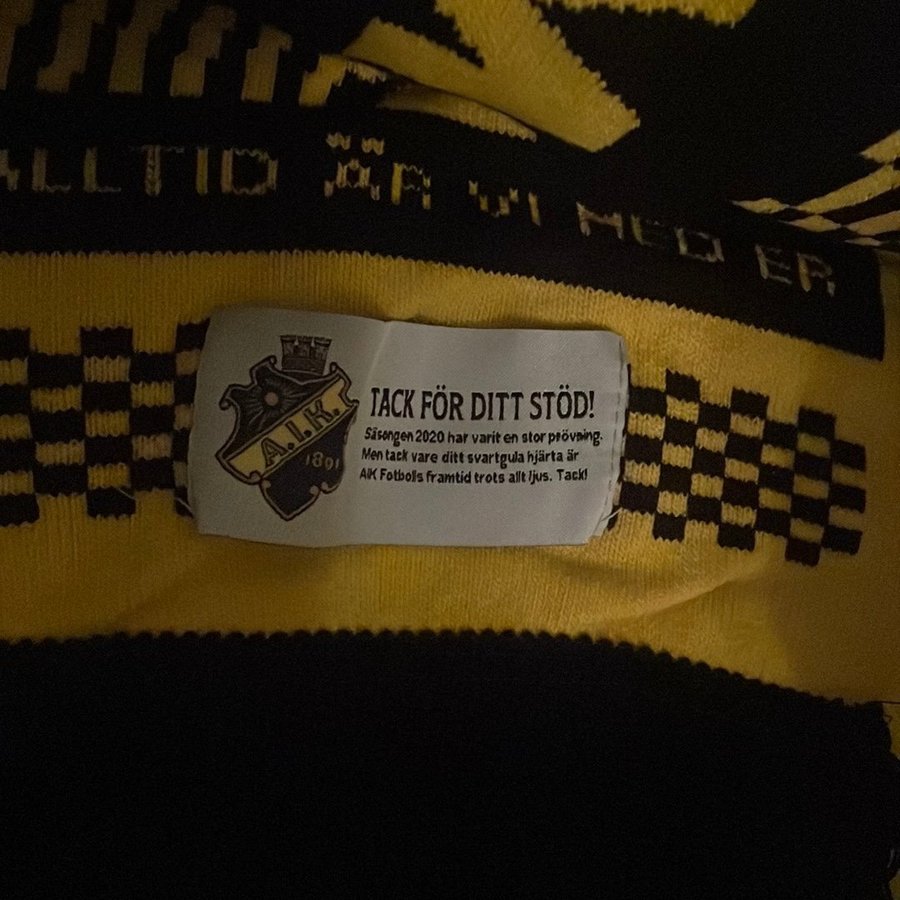 ALLTID ÄR VI MED ER
A.I.K.
1891
TACK FÖR DITT STÖD!
Säsongen 2020 har varit en stor prövning.
Men tack vare ditt svartgula hjärta är
AIK Fotbolls framtid trots allt ljus. Tack!